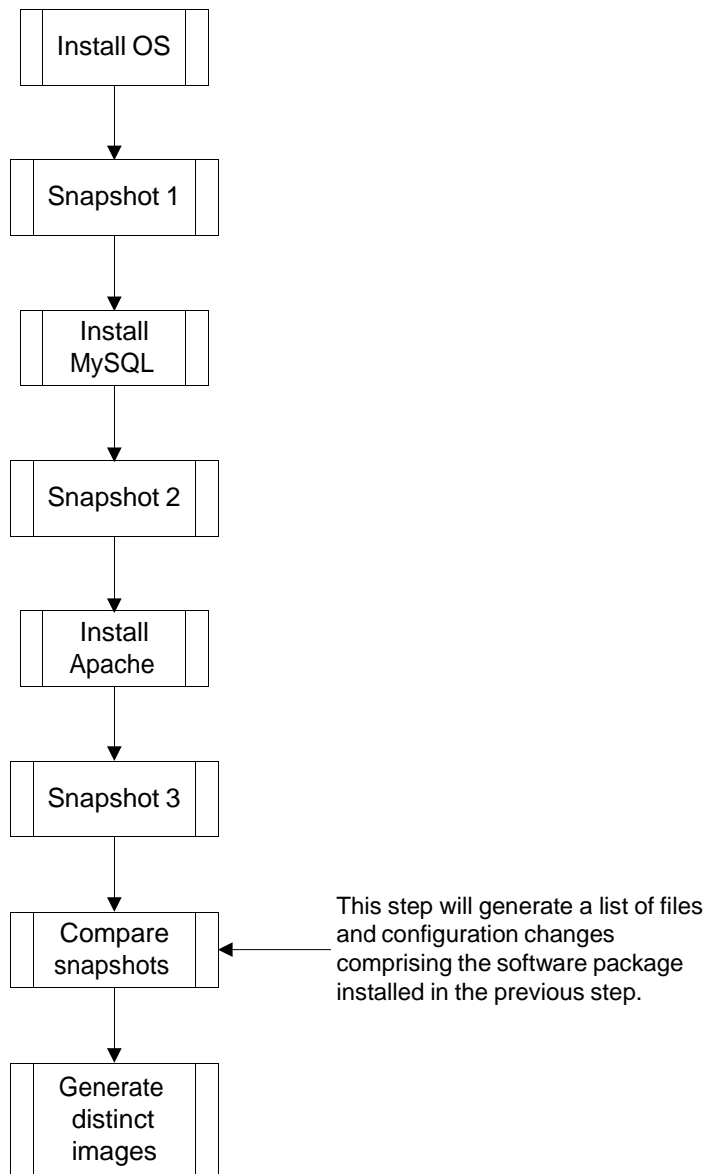 Install OS
Snapshot 1
Install
MySQL
Snapshot 2
Install
Apache
Snapshot 3
Compare
snapshots
This step will generate a list of files
and configuration changes
comprising the software package
installed in the previous step.
Generate
distinct
images